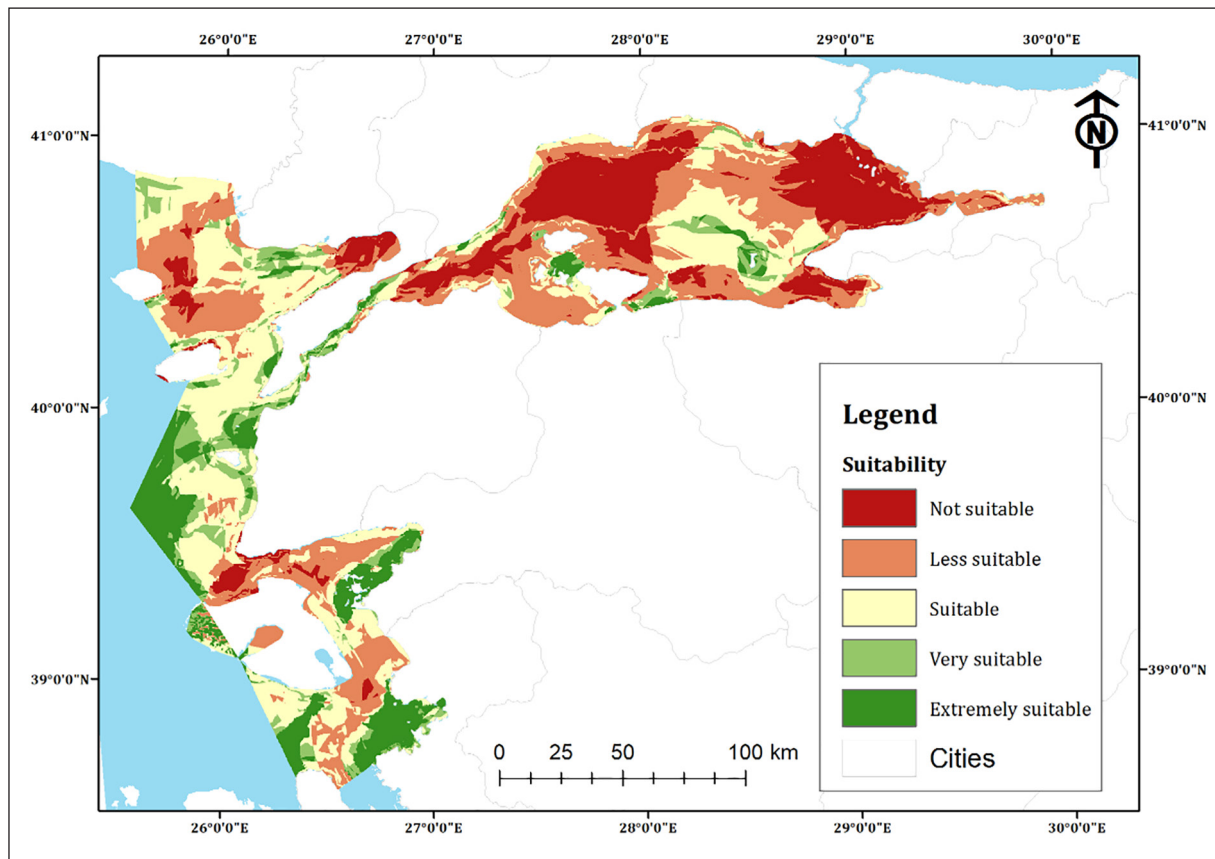 26°0'0"E 27°0'0"E 28°0'0"E 29°0'0"E 30°0'0"E
N
41°0'0"N 41°0'0"N
40°0'0"N 40°0'0"N
39°0'0"N 39°0'0"N
Legend
Suitability
Not suitable
Less suitable
Suitable
Very suitable
Extremely suitable
Cities
0 25 50 100 km
26°0'0"E 27°0'0"E 28°0'0"E 29°0'0"E 30°0'0"E